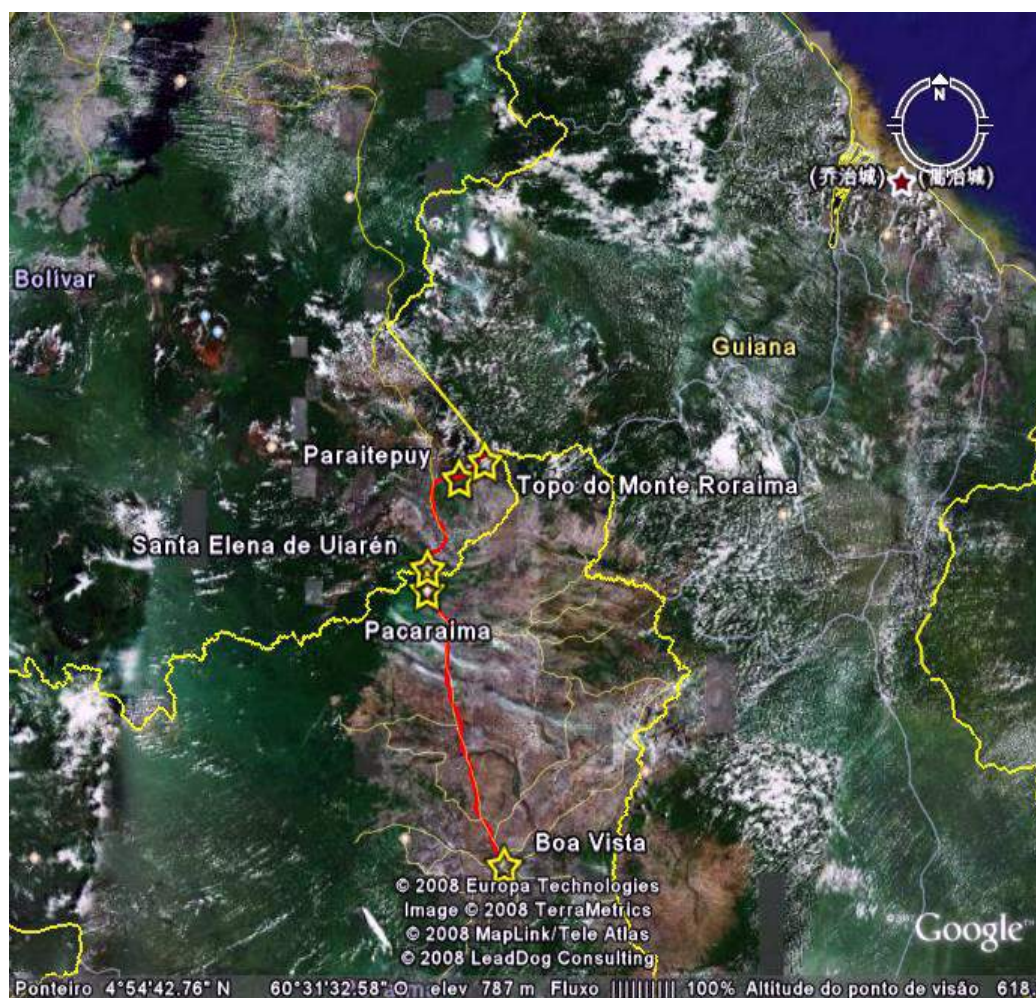 N
(乔治城)
(喬治城)
Bolívar
Guiana
Paraitepuy
Topo do Monte Roraima
Santa Elena de Uiarén
Pacaraima
Boa Vista
© 2008 Europa Technologies
Image © 2008 TerraMetrics
© 2008 MapLink/Tele Atlas
© 2008 LeadDog Consulting
Google
Ponteiro 4°54'42.76" N 60°31'32.58" O elev 787 m Fluxo |||||||||| 100% Altitude do ponto de visão 618